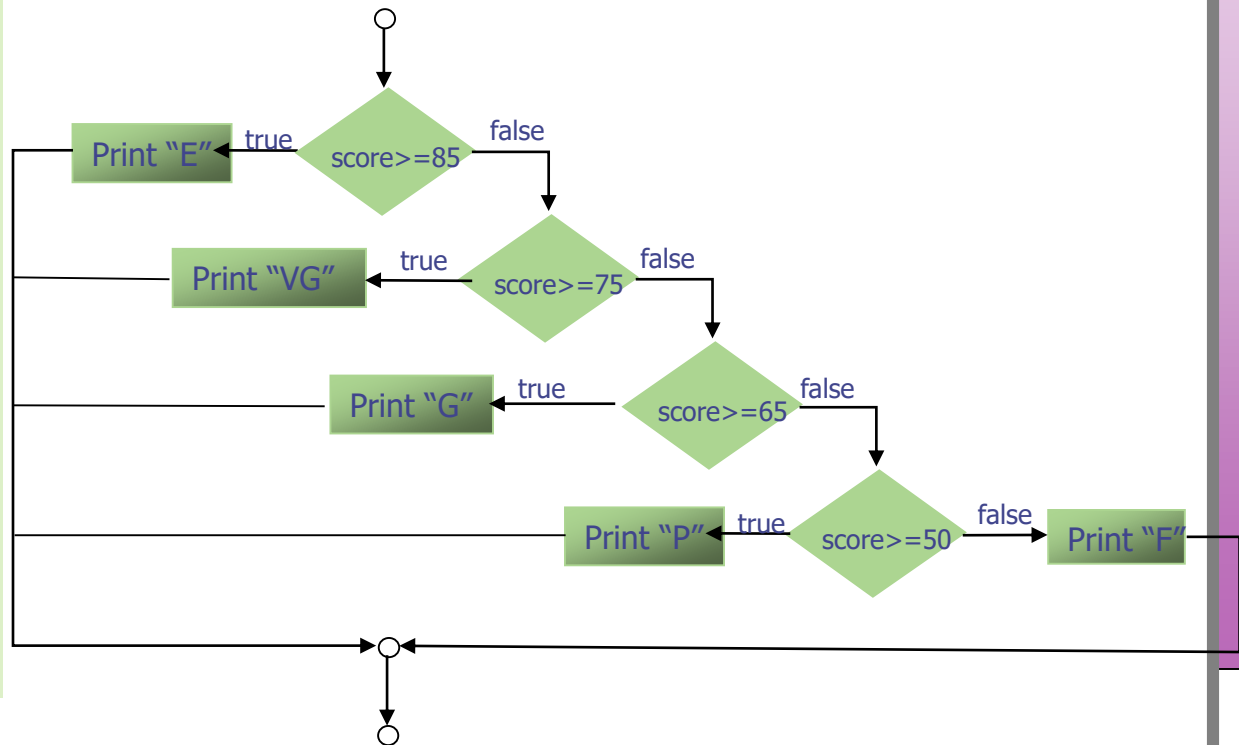 false
true
Print “E”
score>=85
true
false
Print “VG”
score>=75
true
false
Print “G”
score>=65
true
false
Print “P”
score>=50
Print “F”